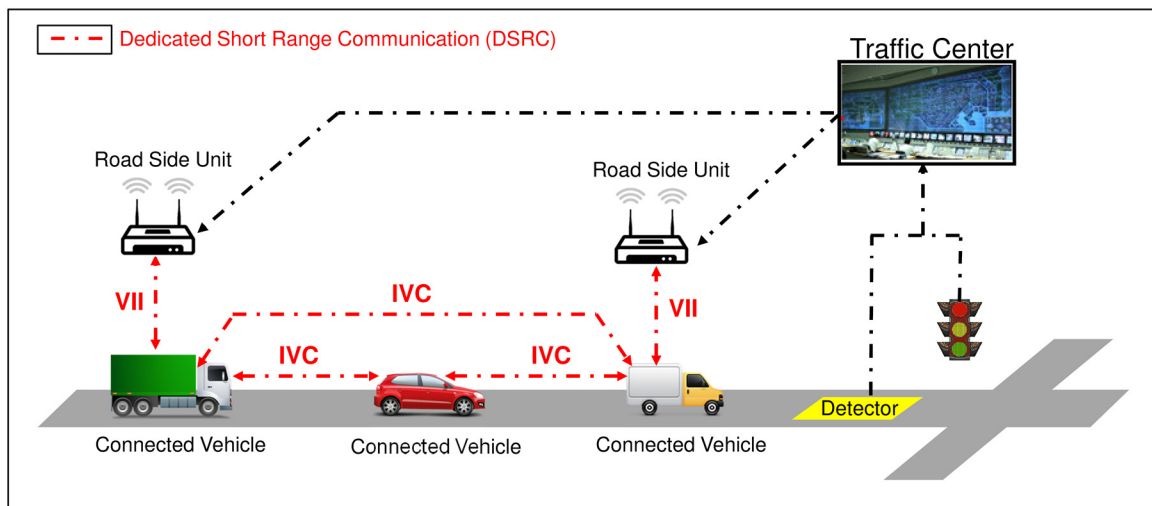 Dedicated Short Range Communication (DSRC)
Traffic Center
Road Side Unit
Road Side Unit
VII
IVC
VII
IVC
IVC
Detector
Connected Vehicle
Connected Vehicle
Connected Vehicle